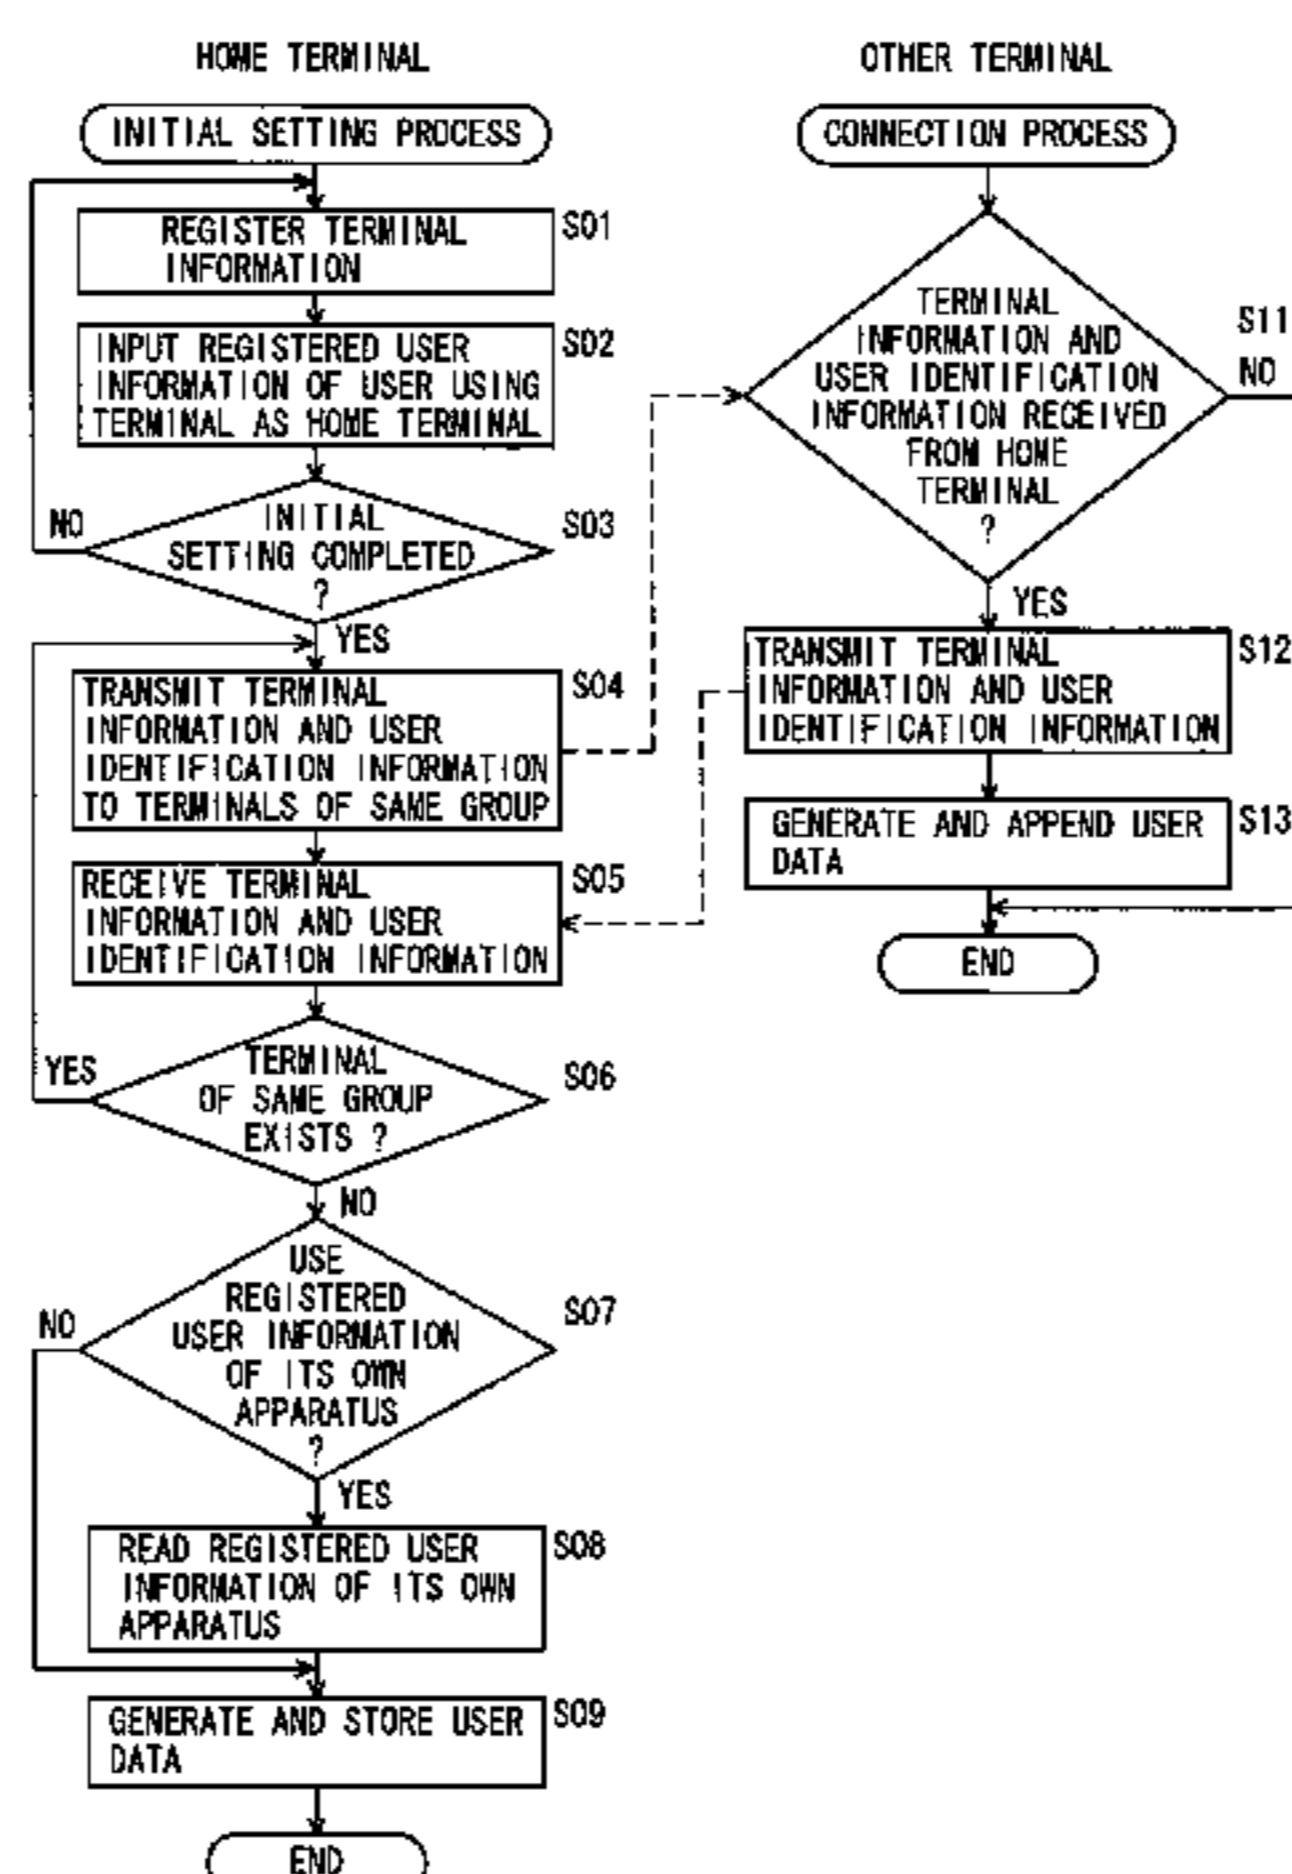 HOME TERMINAL
INITIAL SETTING PROCESS
REGISTER TERMINAL
INFORMATION
S01
INPUT REGISTERED USER
INFORMATION OF USER USING
TERMINAL AS HOME TERMINAL
S02
INITIAL
SETTING COMPLETED
?
S03
NO
YES
TRANSMIT TERMINAL
INFORMATION AND USER
IDENTIFICATION INFORMATION
TO TERMINALS OF SAME GROUP
S04
RECEIVE TERMINAL
INFORMATION AND USER
IDENTIFICATION INFORMATION
S05
TERMINAL
OF SAME GROUP
EXISTS ?
S06
YES
NO
USE
REGISTERED
USER INFORMATION
OF ITS OWN
APPARATUS
?
S07
NO
YES
READ REGISTERED USER
INFORMATION OF ITS OWN
APPARATUS
S08
GENERATE AND STORE USER
DATA
S09
END
OTHER TERMINAL
CONNECTION PROCESS
TERMINAL
INFORMATION AND
USER IDENTIFICATION
INFORMATION RECEIVED
FROM HOME
TERMINAL
?
S11
NO
YES
TRANSMIT TERMINAL
INFORMATION AND USER
IDENTIFICATION INFORMATION
S12
GENERATE AND APPEND USER
DATA
S13
END